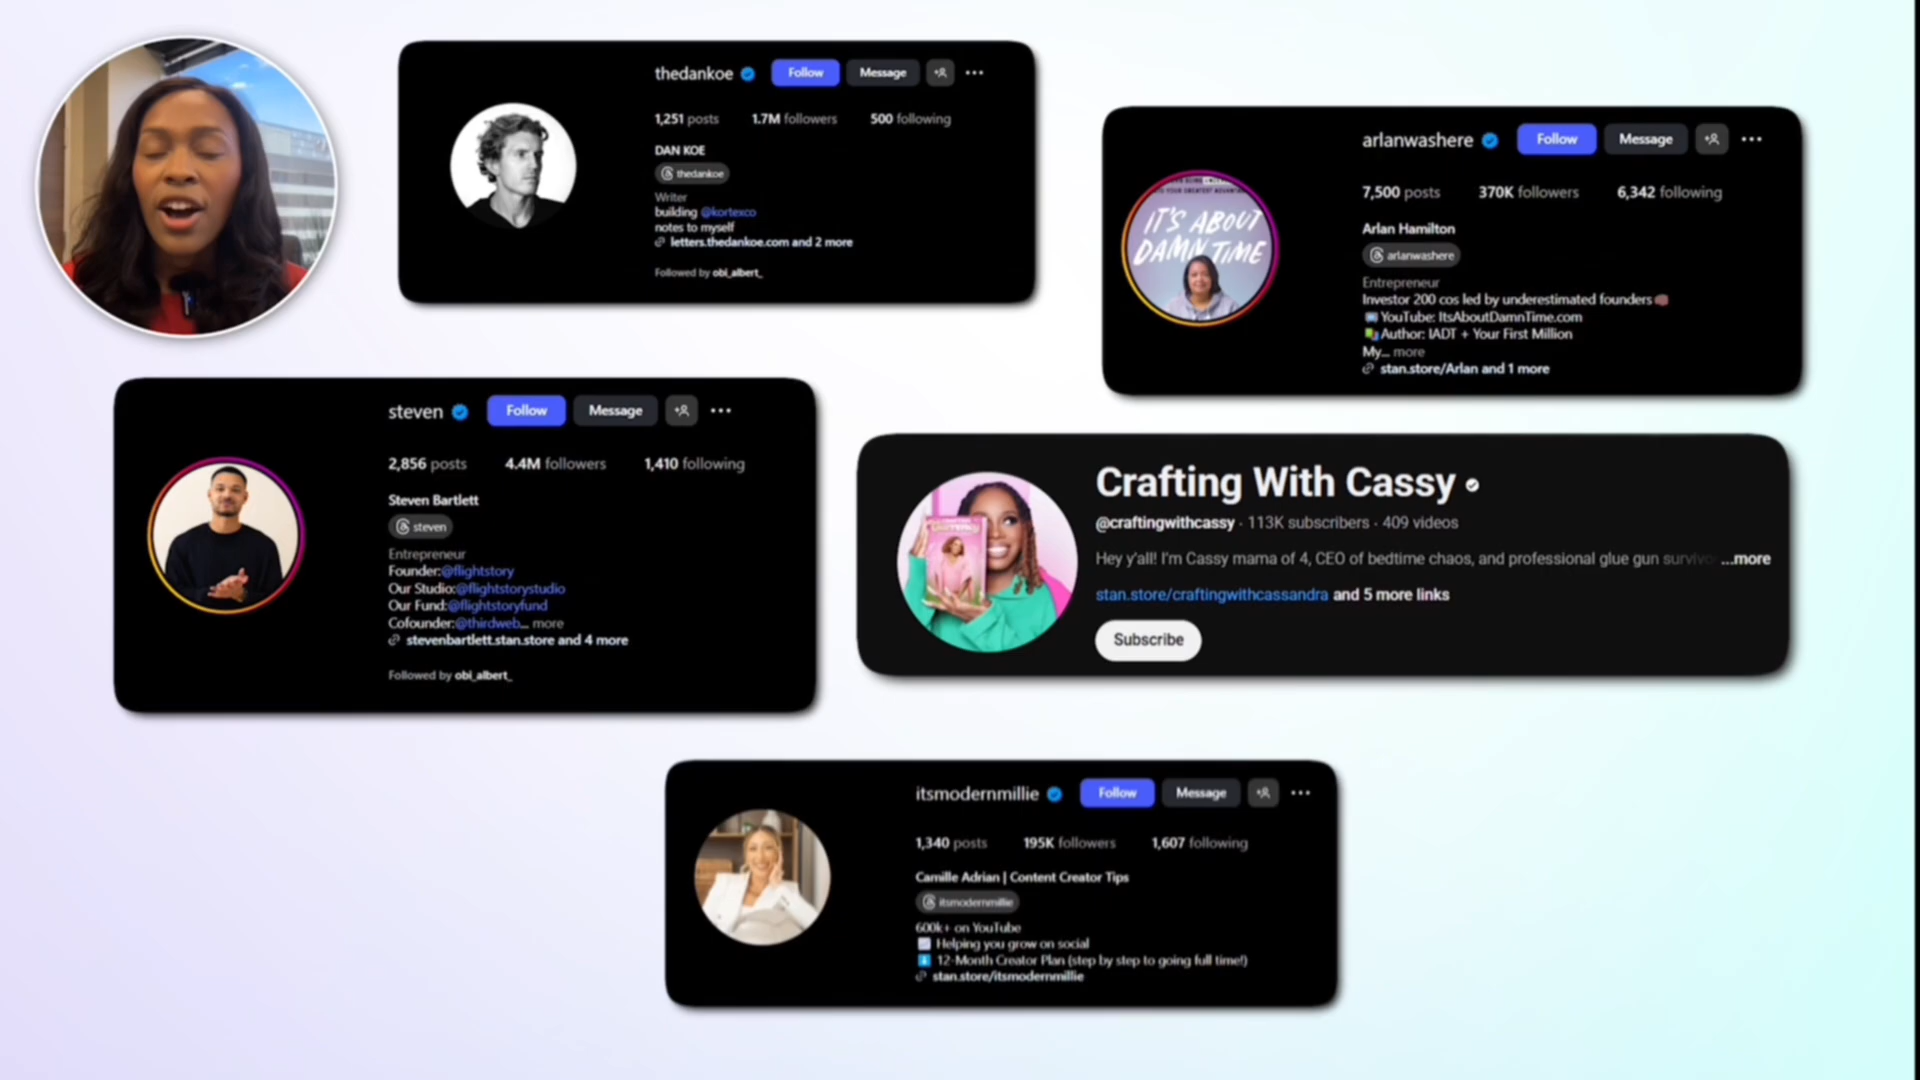 thedankoe Follow Message
1,251 posts 1.7M followers 500 following
DAN KOE
thedankoe
Writer
building @kortexco
notes to myself
letters.thedankoe.com and 2 more
Followed by obi_albert_
arlanwashere Follow Message
7,500 posts 370K followers 6,342 following
Arlan Hamilton
arlanwashere
Entrepreneur
Investor 200 cos led by underestimated founders
YouTube: ItsAboutDamnTime.com
Author: IADT + Your First Million
My... more
stan.store/Arlan and 1 more
IT'S ABOUT
DAMN TIME
steven Follow Message
2,856 posts 4.4M followers 1,410 following
Steven Bartlett
steven
Entrepreneur
Founder:@flightstory
Our Studio:@flightstorystudio
Our Fund:@flightstoryfund
Cofounder:@thirdweb... more
stevenbartlett.stan.store and 4 more
Followed by obi_albert_
Crafting With Cassy
@craftingwithcassy · 113K subscribers · 409 videos
Hey y'all! I'm Cassy mama of 4, CEO of bedtime chaos, and professional glue gun survivo ...more
stan.store/craftingwithcassandra and 5 more links
Subscribe
itsmodernmillie Follow Message
1,340 posts 195K followers 1,607 following
Camille Adrian | Content Creator Tips
itsmodernmillie
600k+ on YouTube
Helping you grow on social
12-Month Creator Plan (step by step to going full time!)
stan.store/itsmodernmillie